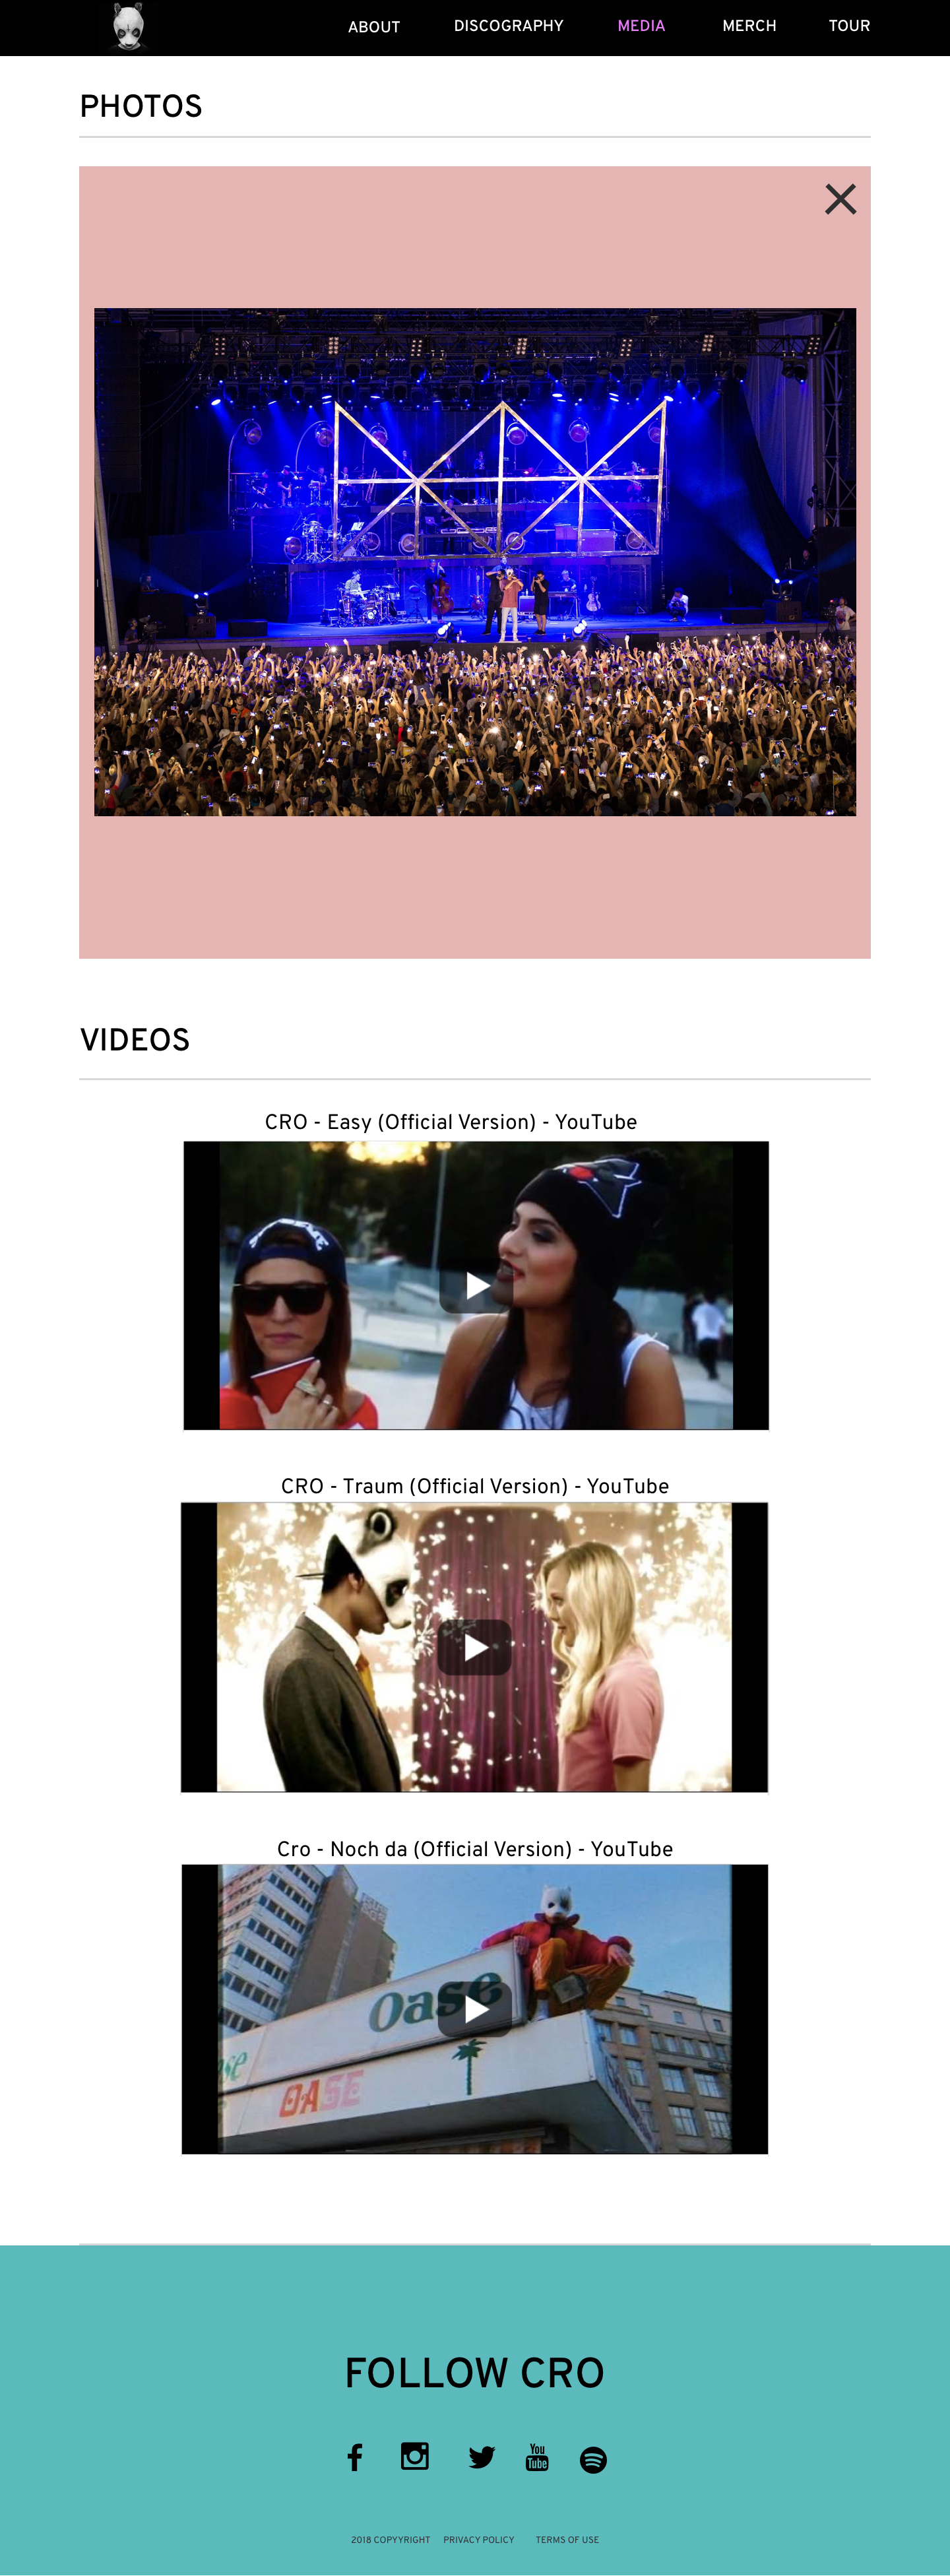 ABOUT DISCOGRAPHY MEDIA MERCH TOUR
PHOTOS
VIDEOS
CRO - Easy (Official Version) - YouTube
CRO - Traum (Official Version) - YouTube
Cro - Noch da (Official Version) - YouTube
Oase
OASE
FOLLOW CRO
You
Tube
2018 COPYYRIGHT PRIVACY POLICY TERMS OF USE